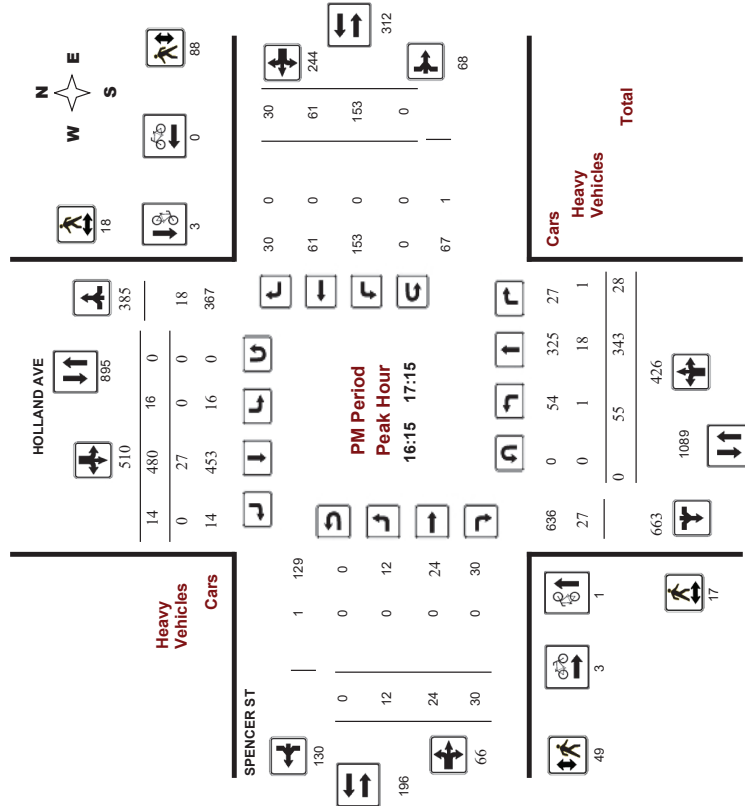 N
W E
S
88
0
18
3
312
244
68
30 61 153 0
0 0 0 0 1
30 61 153 0 67
HOLLAND AVE
895
510
385
14 480 16 0
0 27 0 0 18
14 453 16 0 367
Heavy
Vehicles
Cars
PM Period
Peak Hour
16:15 17:15
SPENCER ST
130
196
66
1 129
0 0 0
12 0 12
24 0 24
30 0 30
Cars
Heavy
Vehicles
Total
636 0 54 325 27
27 0 1 18 1
0 55 343 28
663
1089
426
1
3
17
49